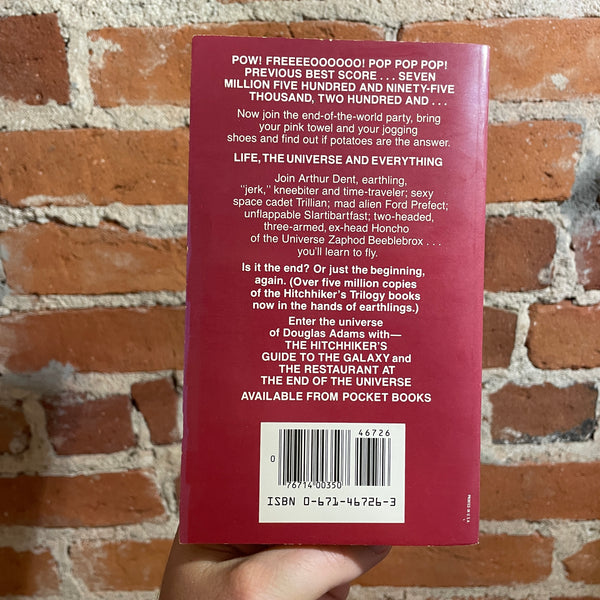 POW! FREEEEOOOOOO! POP POP POP!
PREVIOUS BEST SCORE . . . SEVEN
MILLION FIVE HUNDRED AND NINETY-FIVE
THOUSAND, TWO HUNDRED AND . . .
Now join the end-of-the-world party, bring
your pink towel and your jogging
shoes and find out if potatoes are the answer.
LIFE, THE UNIVERSE AND EVERYTHING
Join Arthur Dent, earthling,
"jerk," kneebiter and time-traveler; sexy
space cadet Trillian; mad alien Ford Prefect;
unflappable Slartibartfast; two-headed,
three-armed, ex-head Honcho
of the Universe Zaphod Beeblebrox . . .
you'll learn to fly.
Is it the end? Or just the beginning,
again. (Over five million copies
of the Hitchhiker's Trilogy books
now in the hands of earthlings.)
Enter the universe
of Douglas Adams with—
THE HITCHHIKER'S
GUIDE TO THE GALAXY and
THE RESTAURANT AT
THE END OF THE UNIVERSE
AVAILABLE FROM POCKET BOOKS
46726
0
76714 00350
ISBN 0-671-46726-3
PRINTED IN U.S.A.